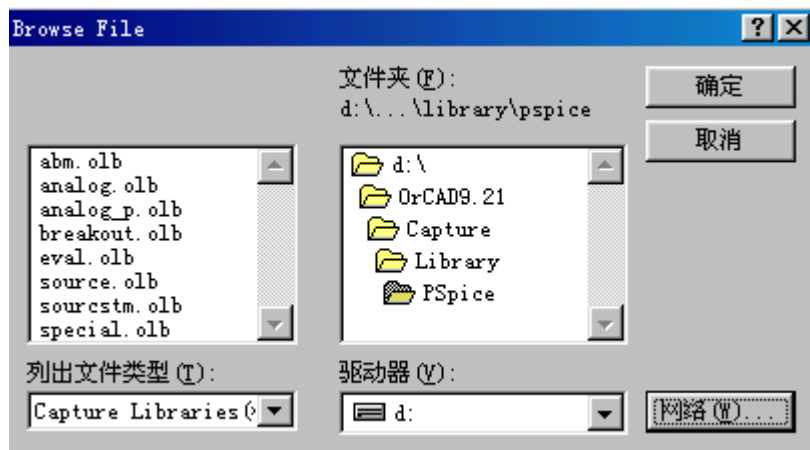 Browse File
文件夹(F):
d:\...\library\pspice
确定
取消
abm.olb
analog.olb
analog_p.olb
breakout.olb
eval.olb
source.olb
sourcstm.olb
special.olb
d:\
OrCAD9.21
Capture
Library
PSpice
列出文件类型(T):
Capture Libraries(
驱动器(V):
d:
网络(W)...